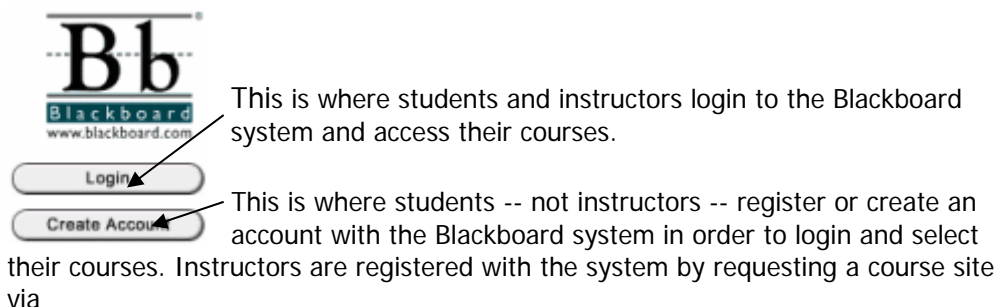 Bb
Blackboard
www.blackboard.com
This is where students and instructors login to the Blackboard
system and access their courses.
Login
Create Account
This is where students -- not instructors -- register or create an
account with the Blackboard system in order to login and select
their courses. Instructors are registered with the system by requesting a course site
via